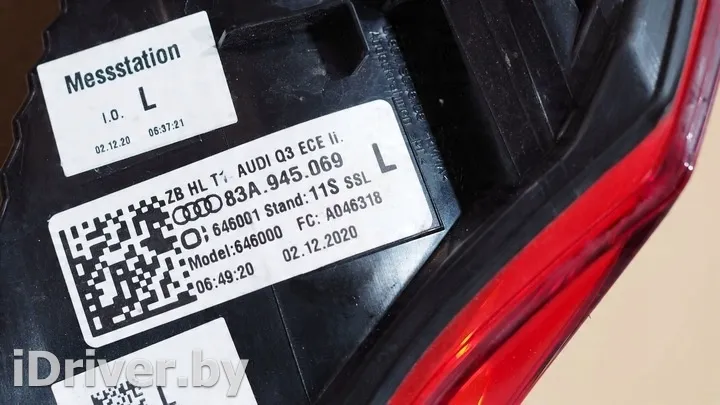 Messstation
I.O. L
02.12.20 06:37:21
ZB HL T1. AUDI Q3 ECE li.
83A.945.069 L
646001 Stand: 11S SSL
Model:646000 FC: A046318
06:49:20 02.12.2020
L
iDriver.by